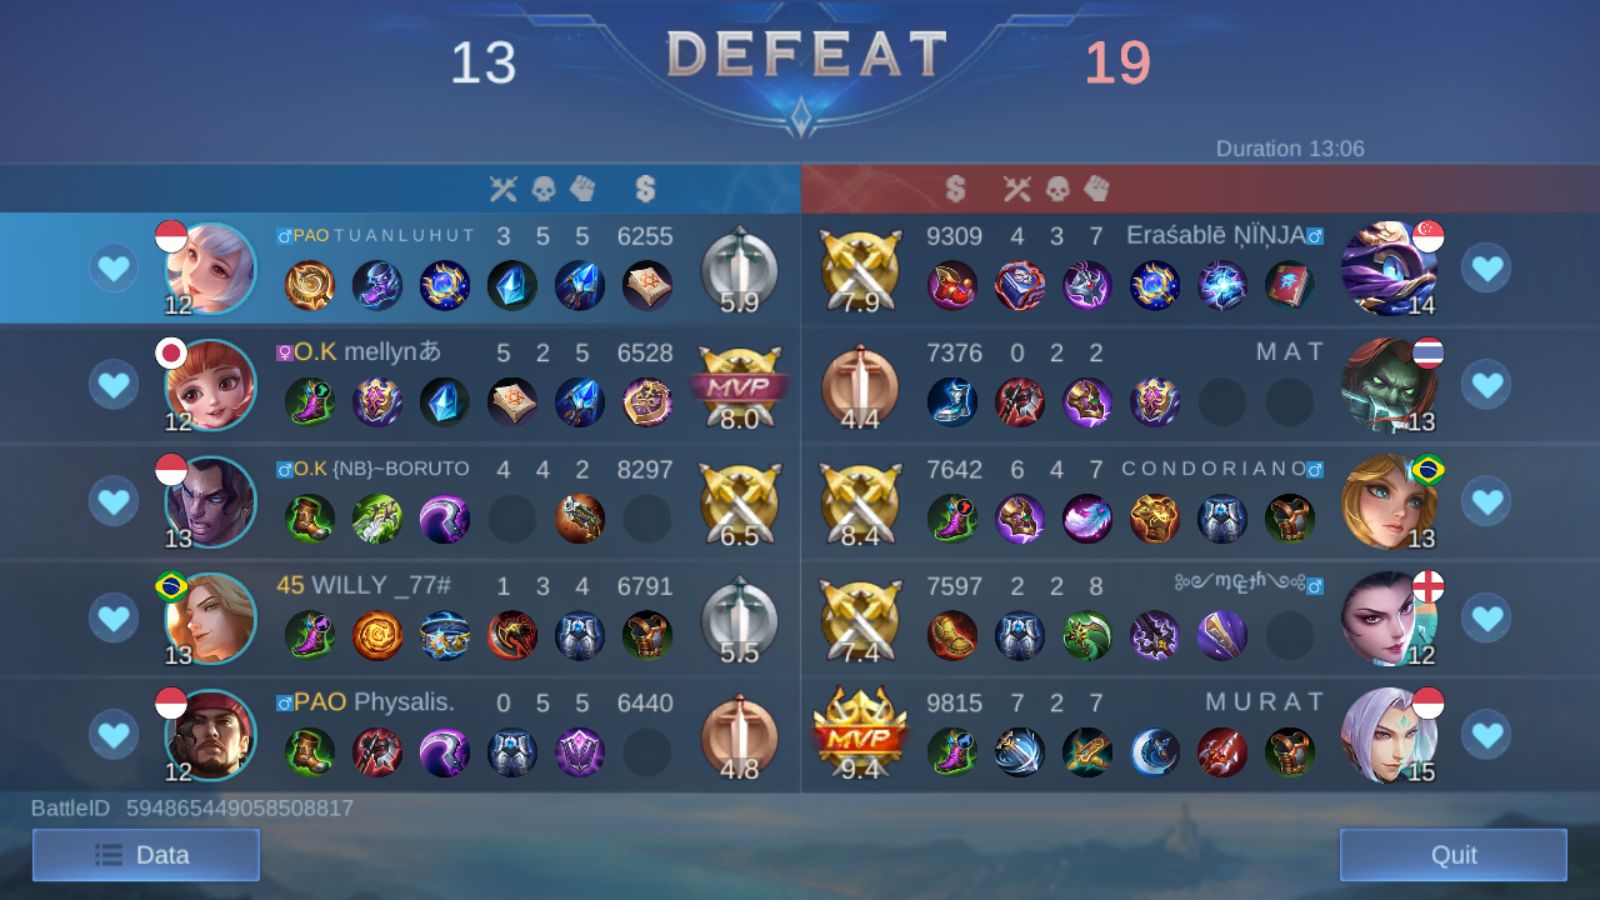 13 DEFEAT 19
Duration 13:06
PAO T U A N L U H U T 3 5 5 6255
12 5.9
9309 4 3 7 Eraśablē ṆÏṆJA
7.9 14
O.K mellynあ 5 2 5 6528
12 MVP 8.0
7376 0 2 2 M A T
4.4 13
O.K {NB}~BORUTO 4 4 2 8297
13 6.5
7642 6 4 7 C O N D O R I A N O
8.4 13
45 WILLY _77# 1 3 4 6791
13 5.5
7597 2 2 8
7.4 12
PAO Physalis. 0 5 5 6440
12 4.8
9815 7 2 7 M U R A T
MVP 9.4 15
BattleID 594865449058508817
Data
Quit